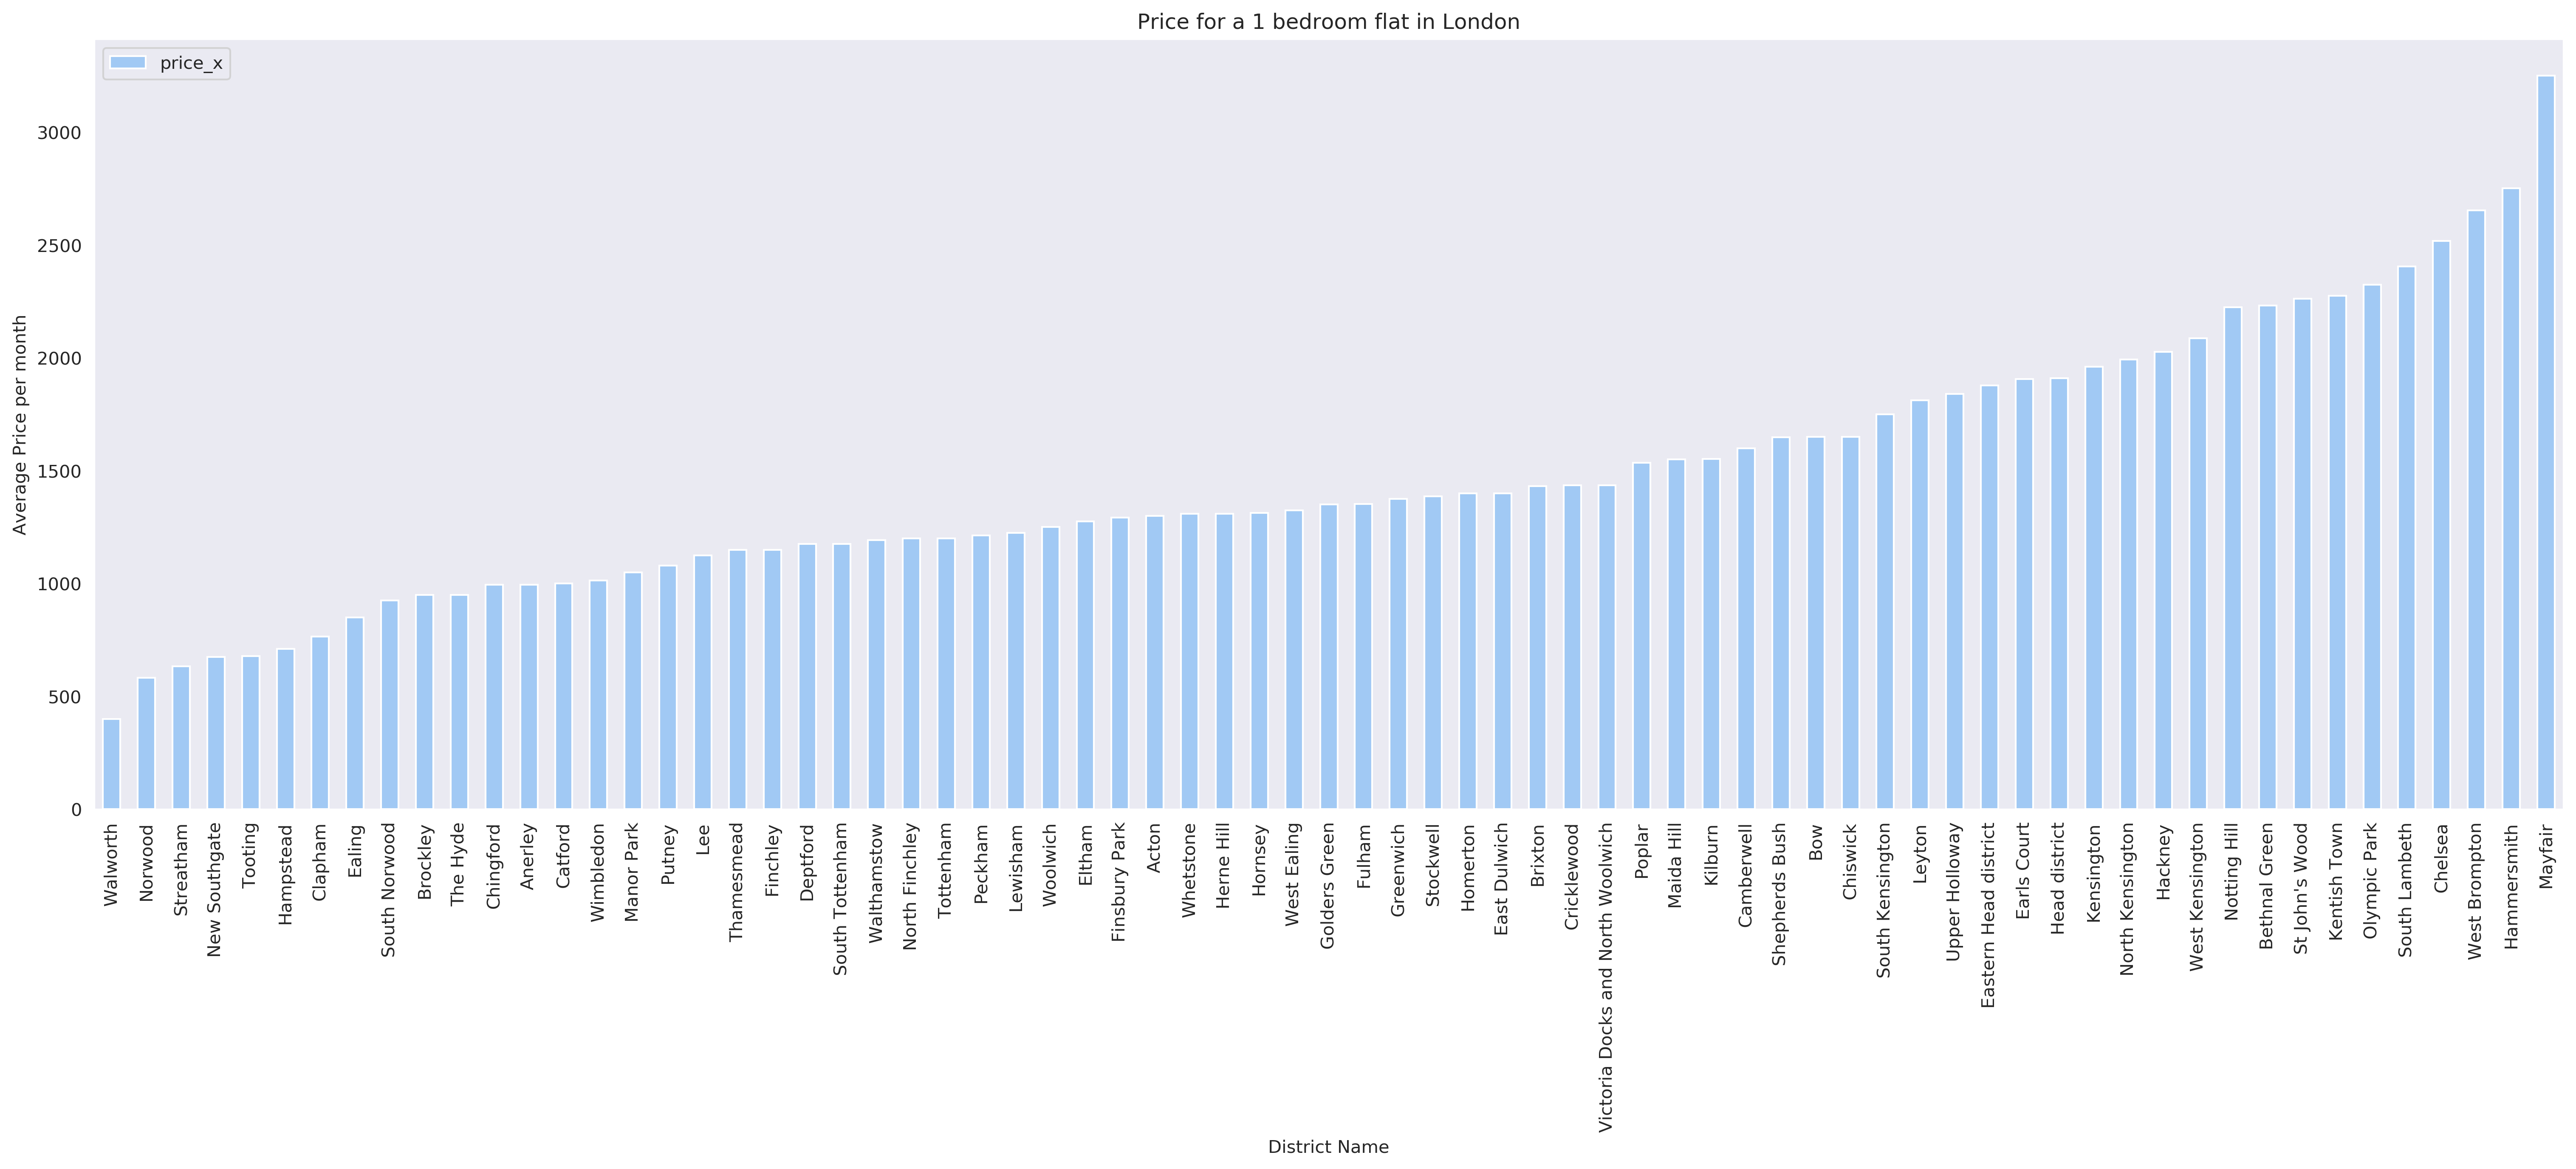 Price for a 1 bedroom flat in London
price_x
Average Price per month
3000
2500
2000
1500
1000
500
0
Walworth
Norwood
Streatham
New Southgate
Tooting
Hampstead
Clapham
Ealing
South Norwood
Brockley
The Hyde
Chingford
Anerley
Catford
Wimbledon
Manor Park
Putney
Lee
Thamesmead
Finchley
Deptford
South Tottenham
Walthamstow
North Finchley
Tottenham
Peckham
Lewisham
Woolwich
Eltham
Finsbury Park
Acton
Whetstone
Herne Hill
Hornsey
West Ealing
Golders Green
Fulham
Greenwich
Stockwell
Homerton
East Dulwich
Brixton
Cricklewood
Victoria Docks and North Woolwich
Poplar
Maida Hill
Kilburn
Camberwell
Shepherds Bush
Bow
Chiswick
South Kensington
Leyton
Upper Holloway
Eastern Head district
Earls Court
Head district
Kensington
North Kensington
Hackney
West Kensington
Notting Hill
Bethnal Green
St John's Wood
Kentish Town
Olympic Park
South Lambeth
Chelsea
West Brompton
Hammersmith
Mayfair
District Name